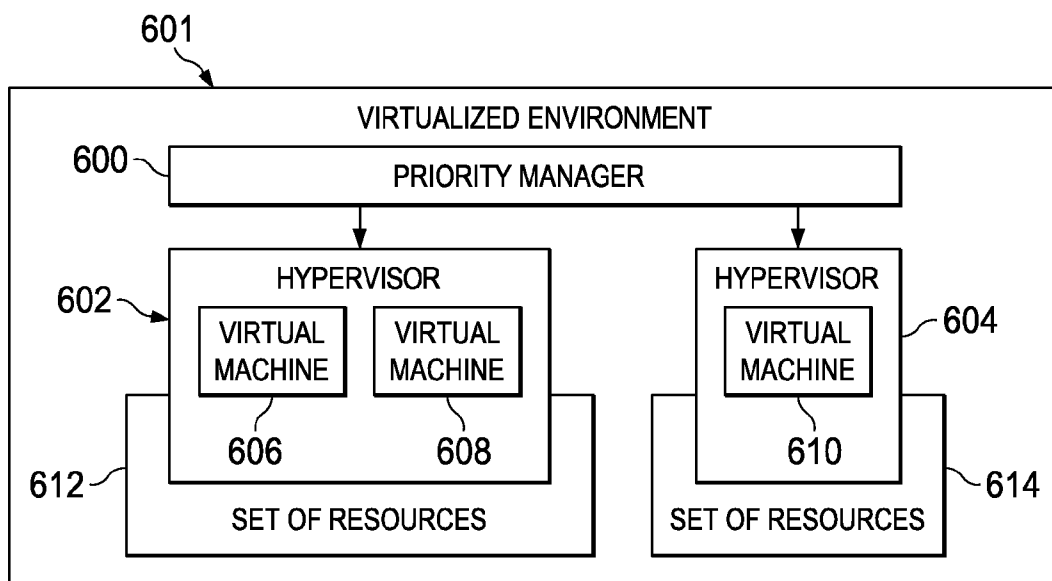 601
VIRTUALIZED ENVIRONMENT
600
PRIORITY MANAGER
HYPERVISOR
HYPERVISOR
602
VIRTUAL
MACHINE
VIRTUAL
MACHINE
VIRTUAL
MACHINE
604
606
608
610
612
614
SET OF RESOURCES
SET OF RESOURCES